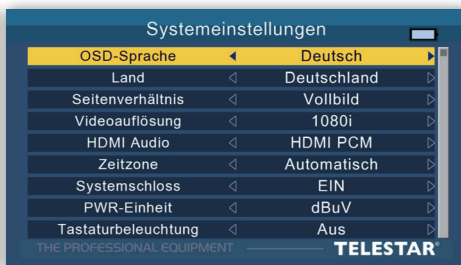 Systemeinstellungen
OSD-Sprache Deutsch
Land Deutschland
Seitenverhältnis Vollbild
Videoauflösung 1080i
HDMI Audio HDMI PCM
Zeitzone Automatisch
Systemschloss EIN
PWR-Einheit dBuV
Tastaturbeleuchtung Aus
THE PROFESSIONAL EQUIPMENT TELESTAR